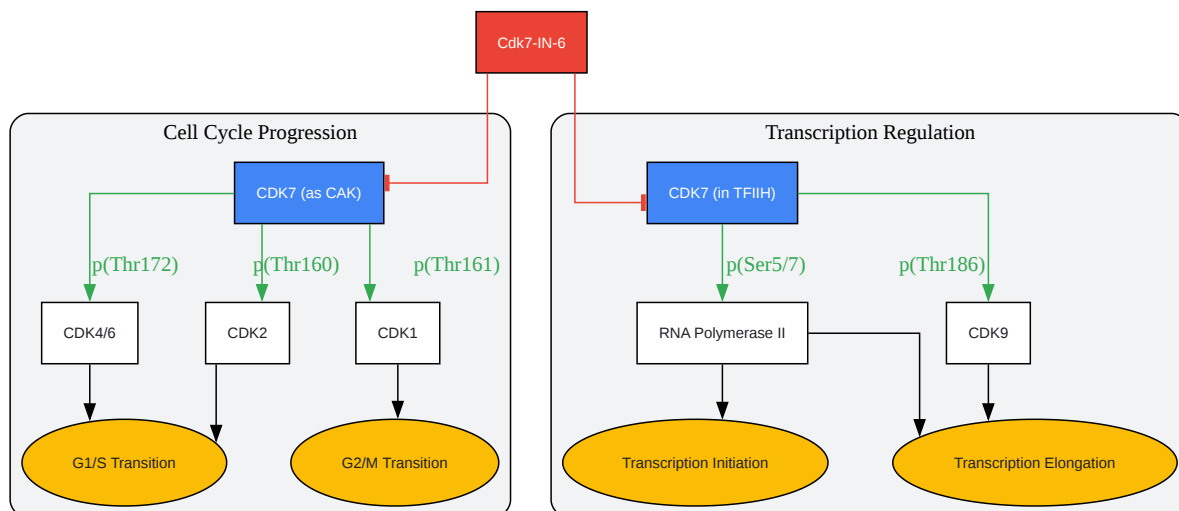 Cdk7-IN-6
Cell Cycle Progression
Transcription Regulation
CDK7 (as CAK)
CDK7 (in TFIIH)
p(Thr172)
p(Thr160)
p(Thr161)
p(Ser5/7)
p(Thr186)
CDK4/6
CDK2
CDK1
RNA Polymerase II
CDK9
G1/S Transition
G2/M Transition
Transcription Initiation
Transcription Elongation